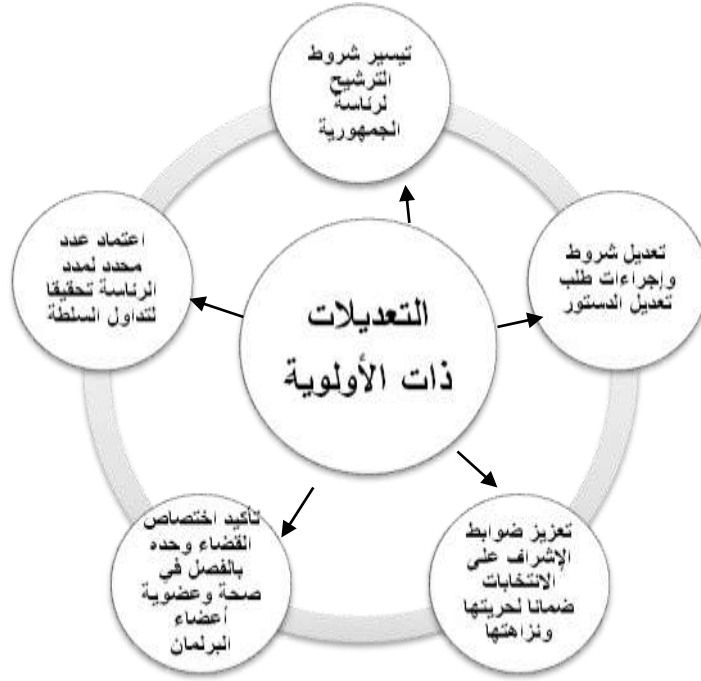 تيسير شروط
الترشيح
لرئاسة
الجمهورية
تعديل شروط
وإجراءات طلب
تعديل الدستور
اعتماد عدد
محدد لمدد
الرئاسة تحقيقا
لتداول السلطة
التعديلات
ذات الأولوية
تعزيز ضوابط
الإشراف على
الانتخابات
ضمانا لحريتها
ونزاهتها
تأكيد اختصاص
القضاء وحده
بالفصل في
صحة وعضوية
أعضاء
البرلمان